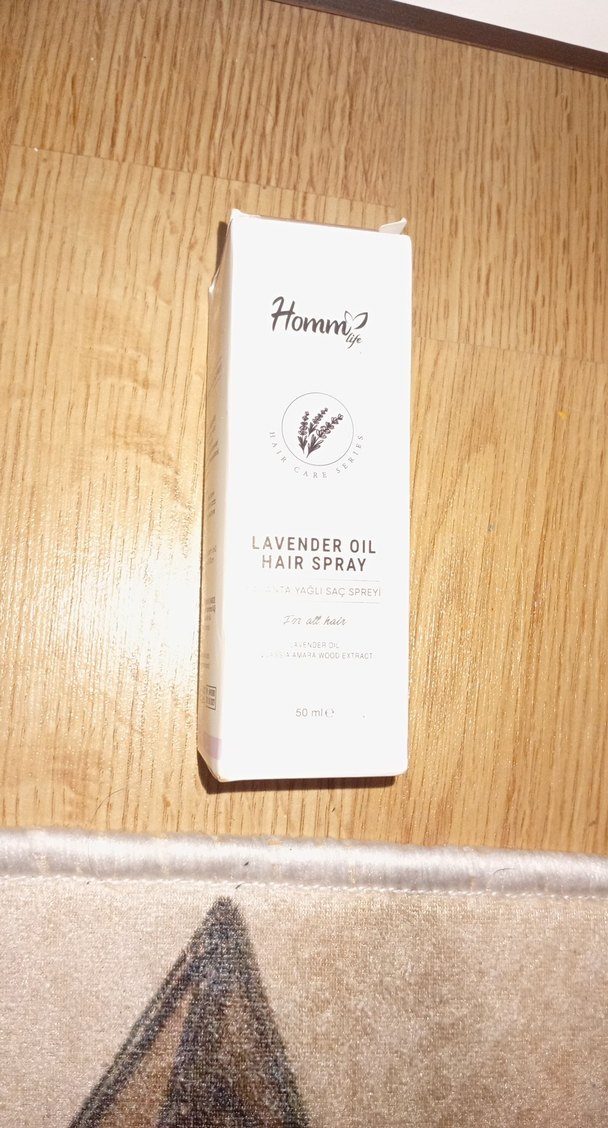 Homm
life
HAIR CARE SERIES
LAVENDER OIL
HAIR SPRAY
YAĞLI SAÇ SPREYİ
For all hair
LAVENDER OIL
AMARA WOOD EXTRACT
50 ml ℮